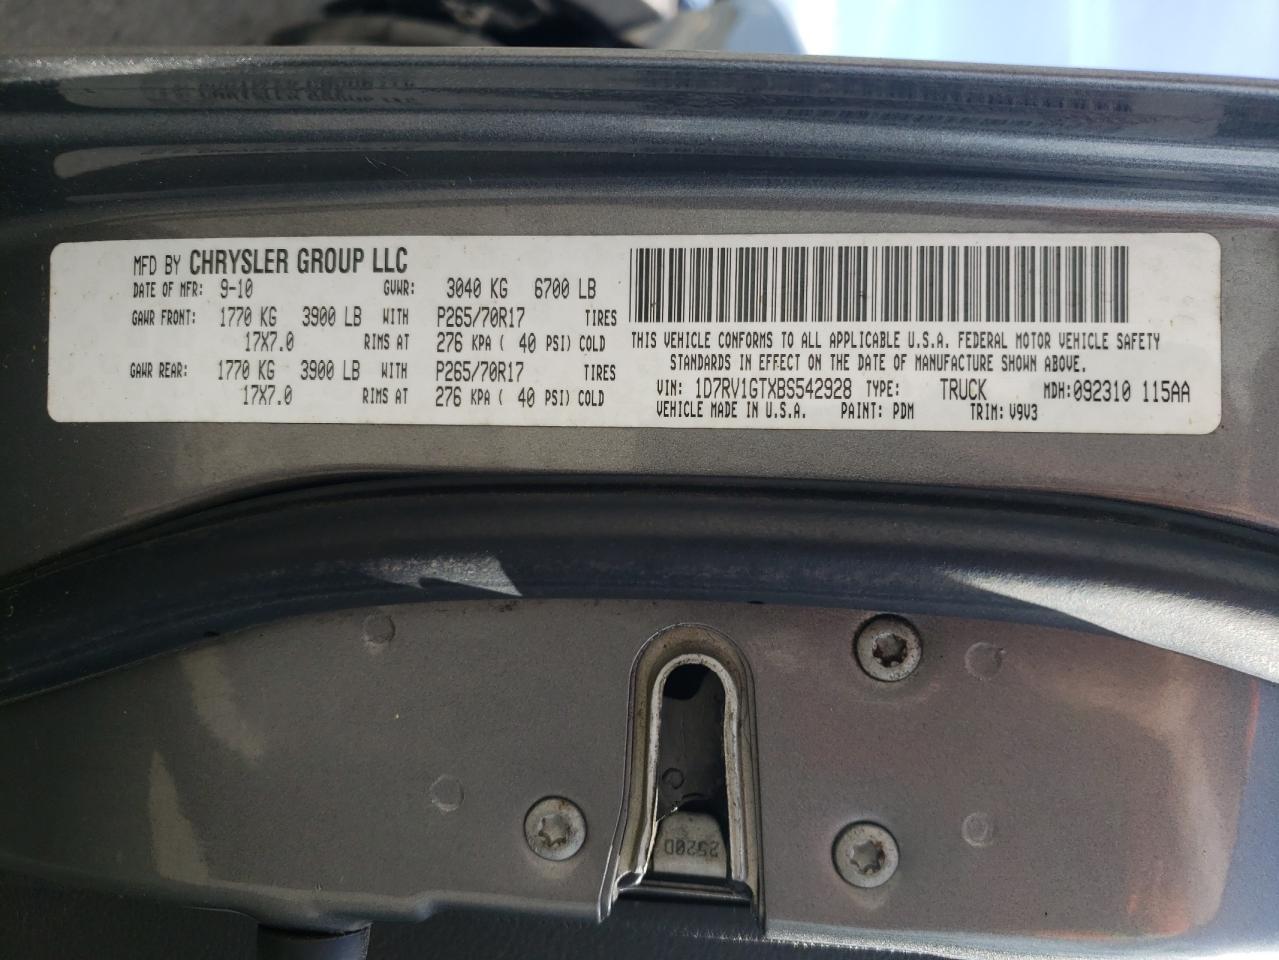 MFD BY CHRYSLER GROUP LLC
DATE OF MFR: 9-10 GVWR: 3040 KG 6700 LB
GAWR FRONT: 1770 KG 3900 LB WITH P265/70R17 TIRES
17X7.0 RIMS AT 276 KPA ( 40 PSI) COLD
GAWR REAR: 1770 KG 3900 LB WITH P265/70R17 TIRES
17X7.0 RIMS AT 276 KPA ( 40 PSI) COLD
THIS VEHICLE CONFORMS TO ALL APPLICABLE U.S.A. FEDERAL MOTOR VEHICLE SAFETY
STANDARDS IN EFFECT ON THE DATE OF MANUFACTURE SHOWN ABOVE.
VIN: 1D7RV1GTXBS542928 TYPE: TRUCK MDH:092310 115AA
VEHICLE MADE IN U.S.A. PAINT: PDM TRIM: V9V3
2520D